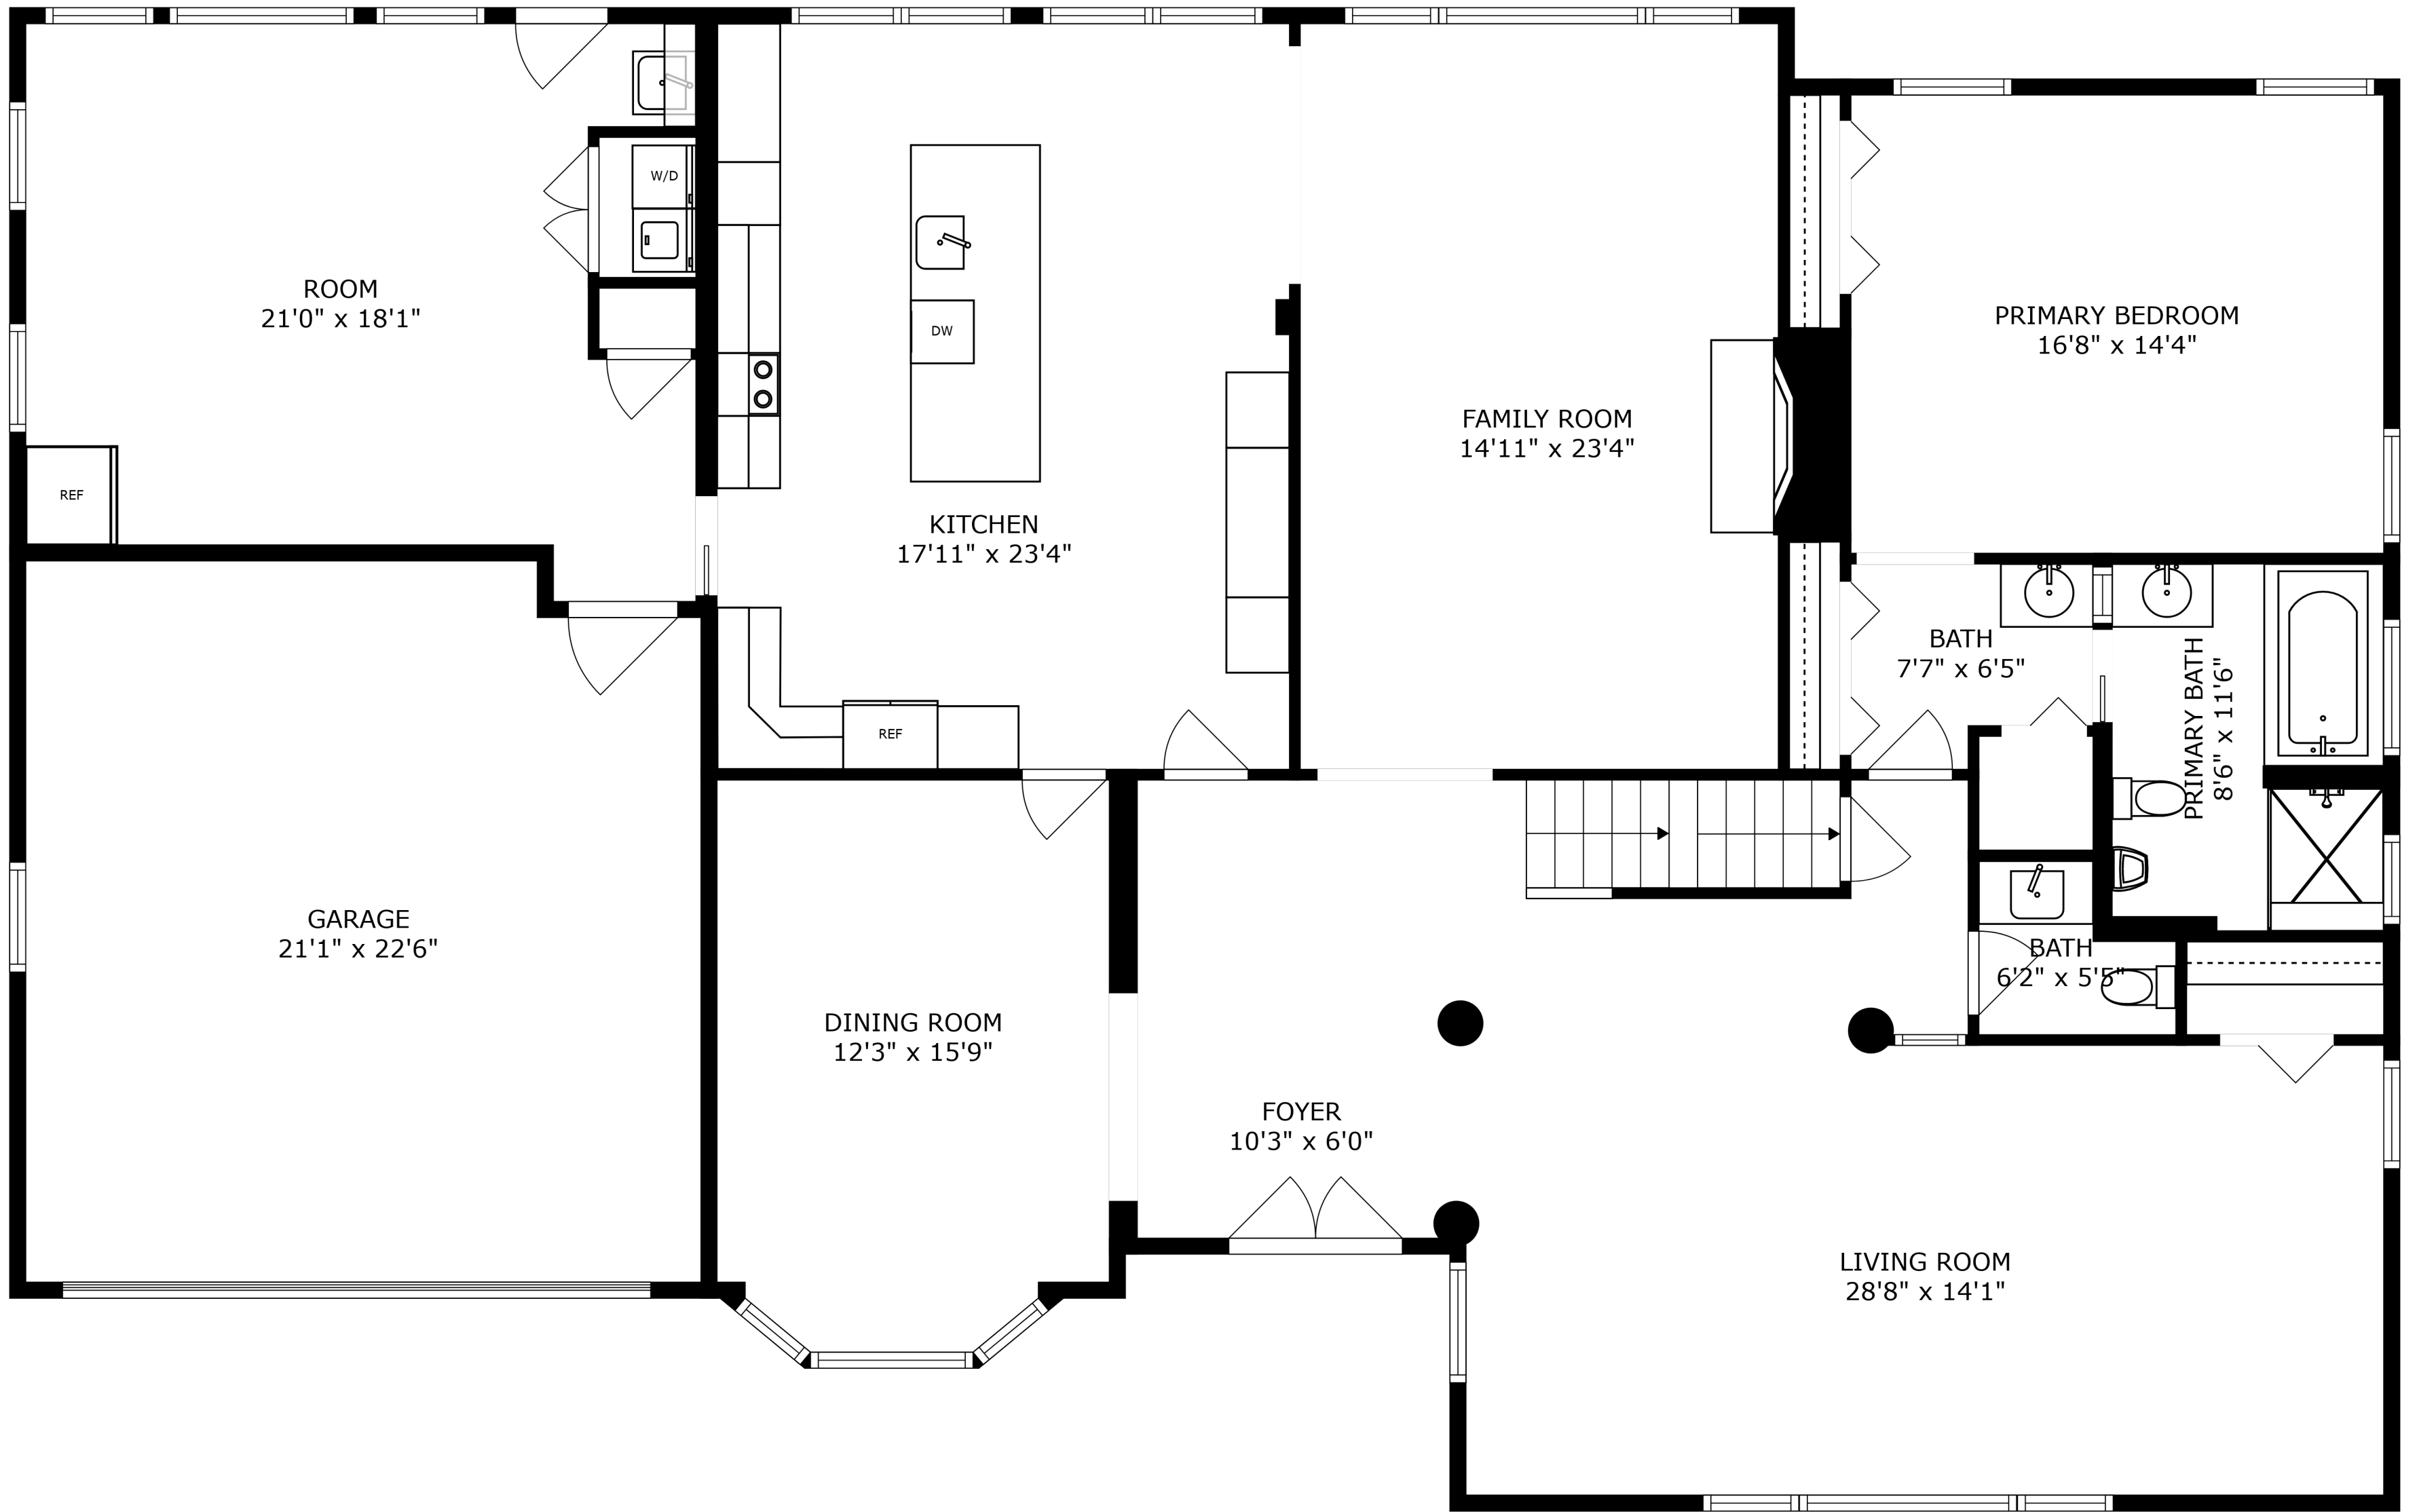 W/D
ROOM
21'0" x 18'1"
REF
DW
KITCHEN
17'11" x 23'4"
REF
FAMILY ROOM
14'11" x 23'4"
PRIMARY BEDROOM
16'8" x 14'4"
BATH
7'7" x 6'5"
PRIMARY BATH
8'6" x 11'6"
GARAGE
21'1" x 22'6"
DINING ROOM
12'3" x 15'9"
FOYER
10'3" x 6'0"
BATH
6'2" x 5'5"
LIVING ROOM
28'8" x 14'1"